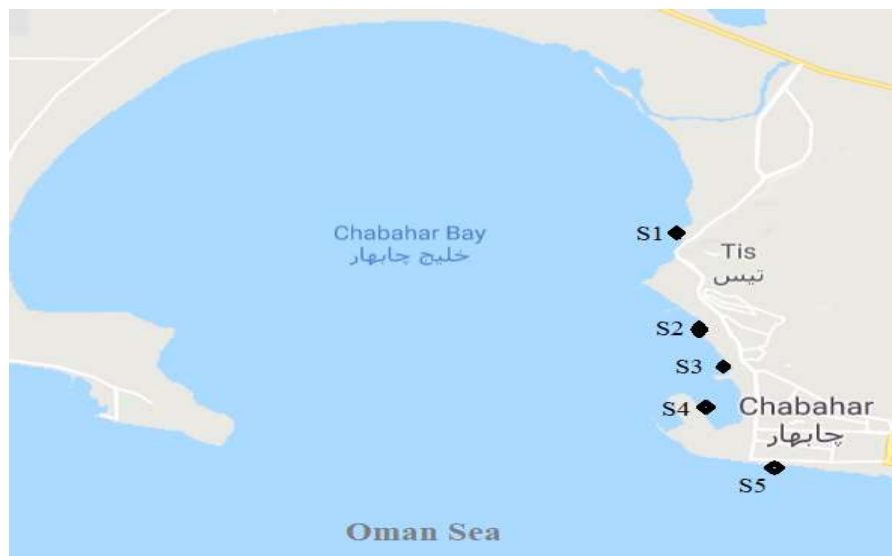 Chabahar Bay
خلیج چابهار
S1
Tis
تیس
S2
S3
S4
Chabahar
چابهار
S5
Oman Sea